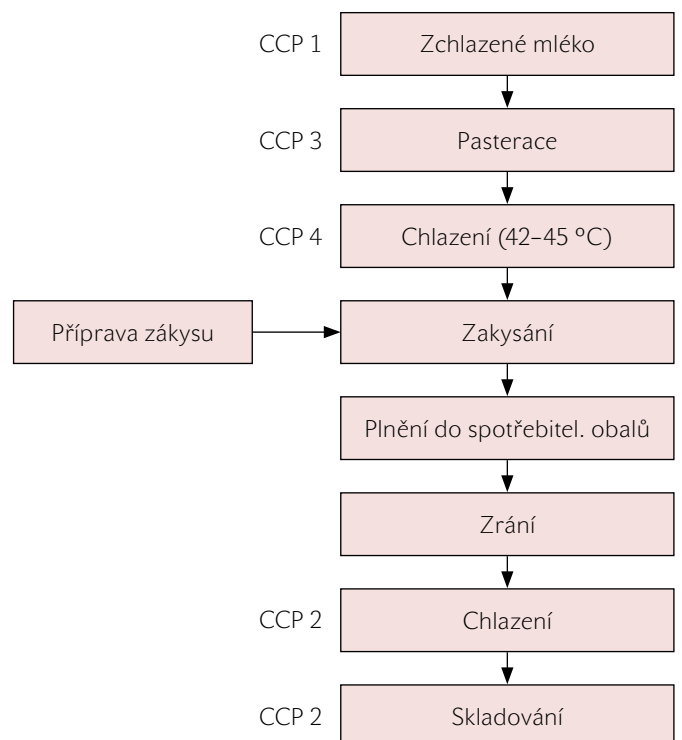 CCP 1
Zchlazené mléko
CCP 3
Pasterace
CCP 4
Chlazení (42–45 °C)
Příprava zákysu
Zakysání
Plnění do spotřebitel. obalů
Zrání
CCP 2
Chlazení
CCP 2
Skladování